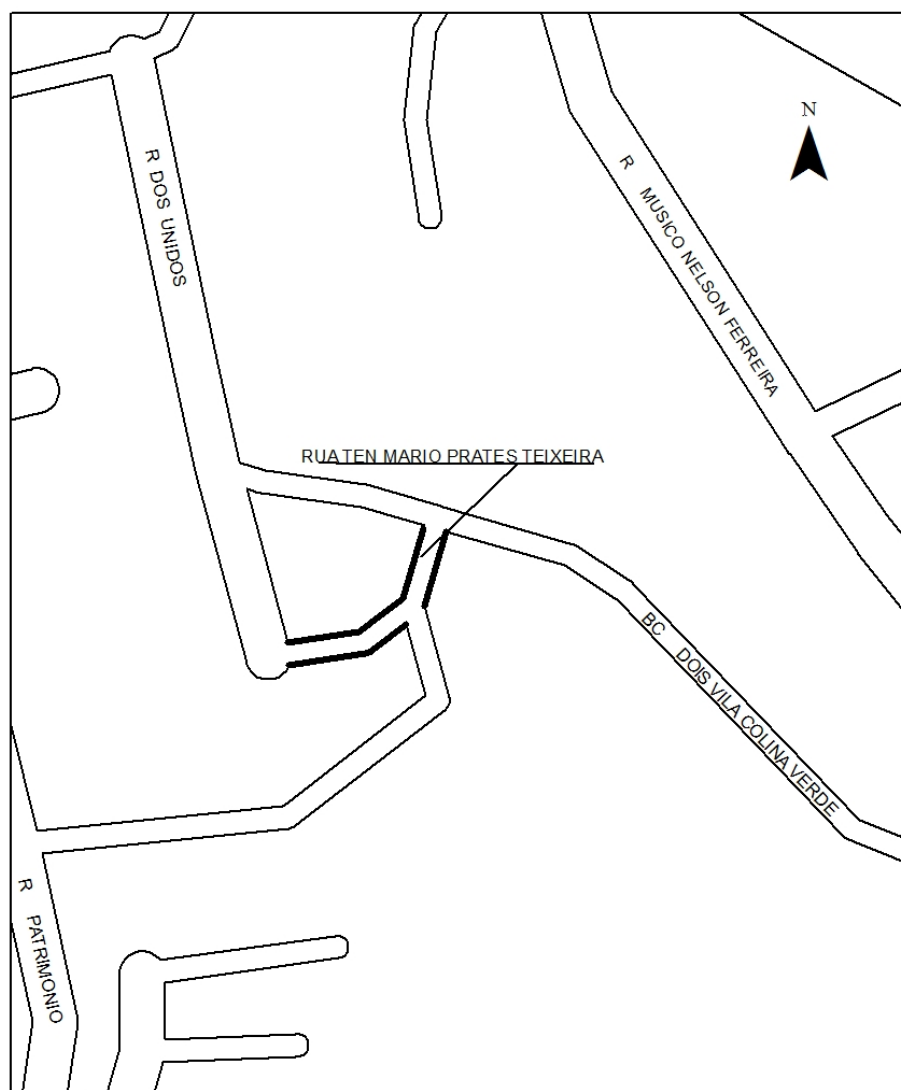 N
R DOS UNIDOS
R MUSICO NELSON FERREIRA
RUA TEN MARIO PRATES TEIXEIRA
BC DOIS VILA COLINA VERDE
R PATRIMONIO